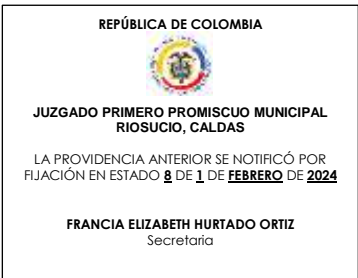 REPÚBLICA DE COLOMBIA
JUZGADO PRIMERO PROMISCUO MUNICIPAL
RIOSUCIO, CALDAS
LA PROVIDENCIA ANTERIOR SE NOTIFICÓ POR
FIJACIÓN EN ESTADO 8 DE 1 DE FEBRERO DE 2024
FRANCIA ELIZABETH HURTADO ORTIZ
Secretaria